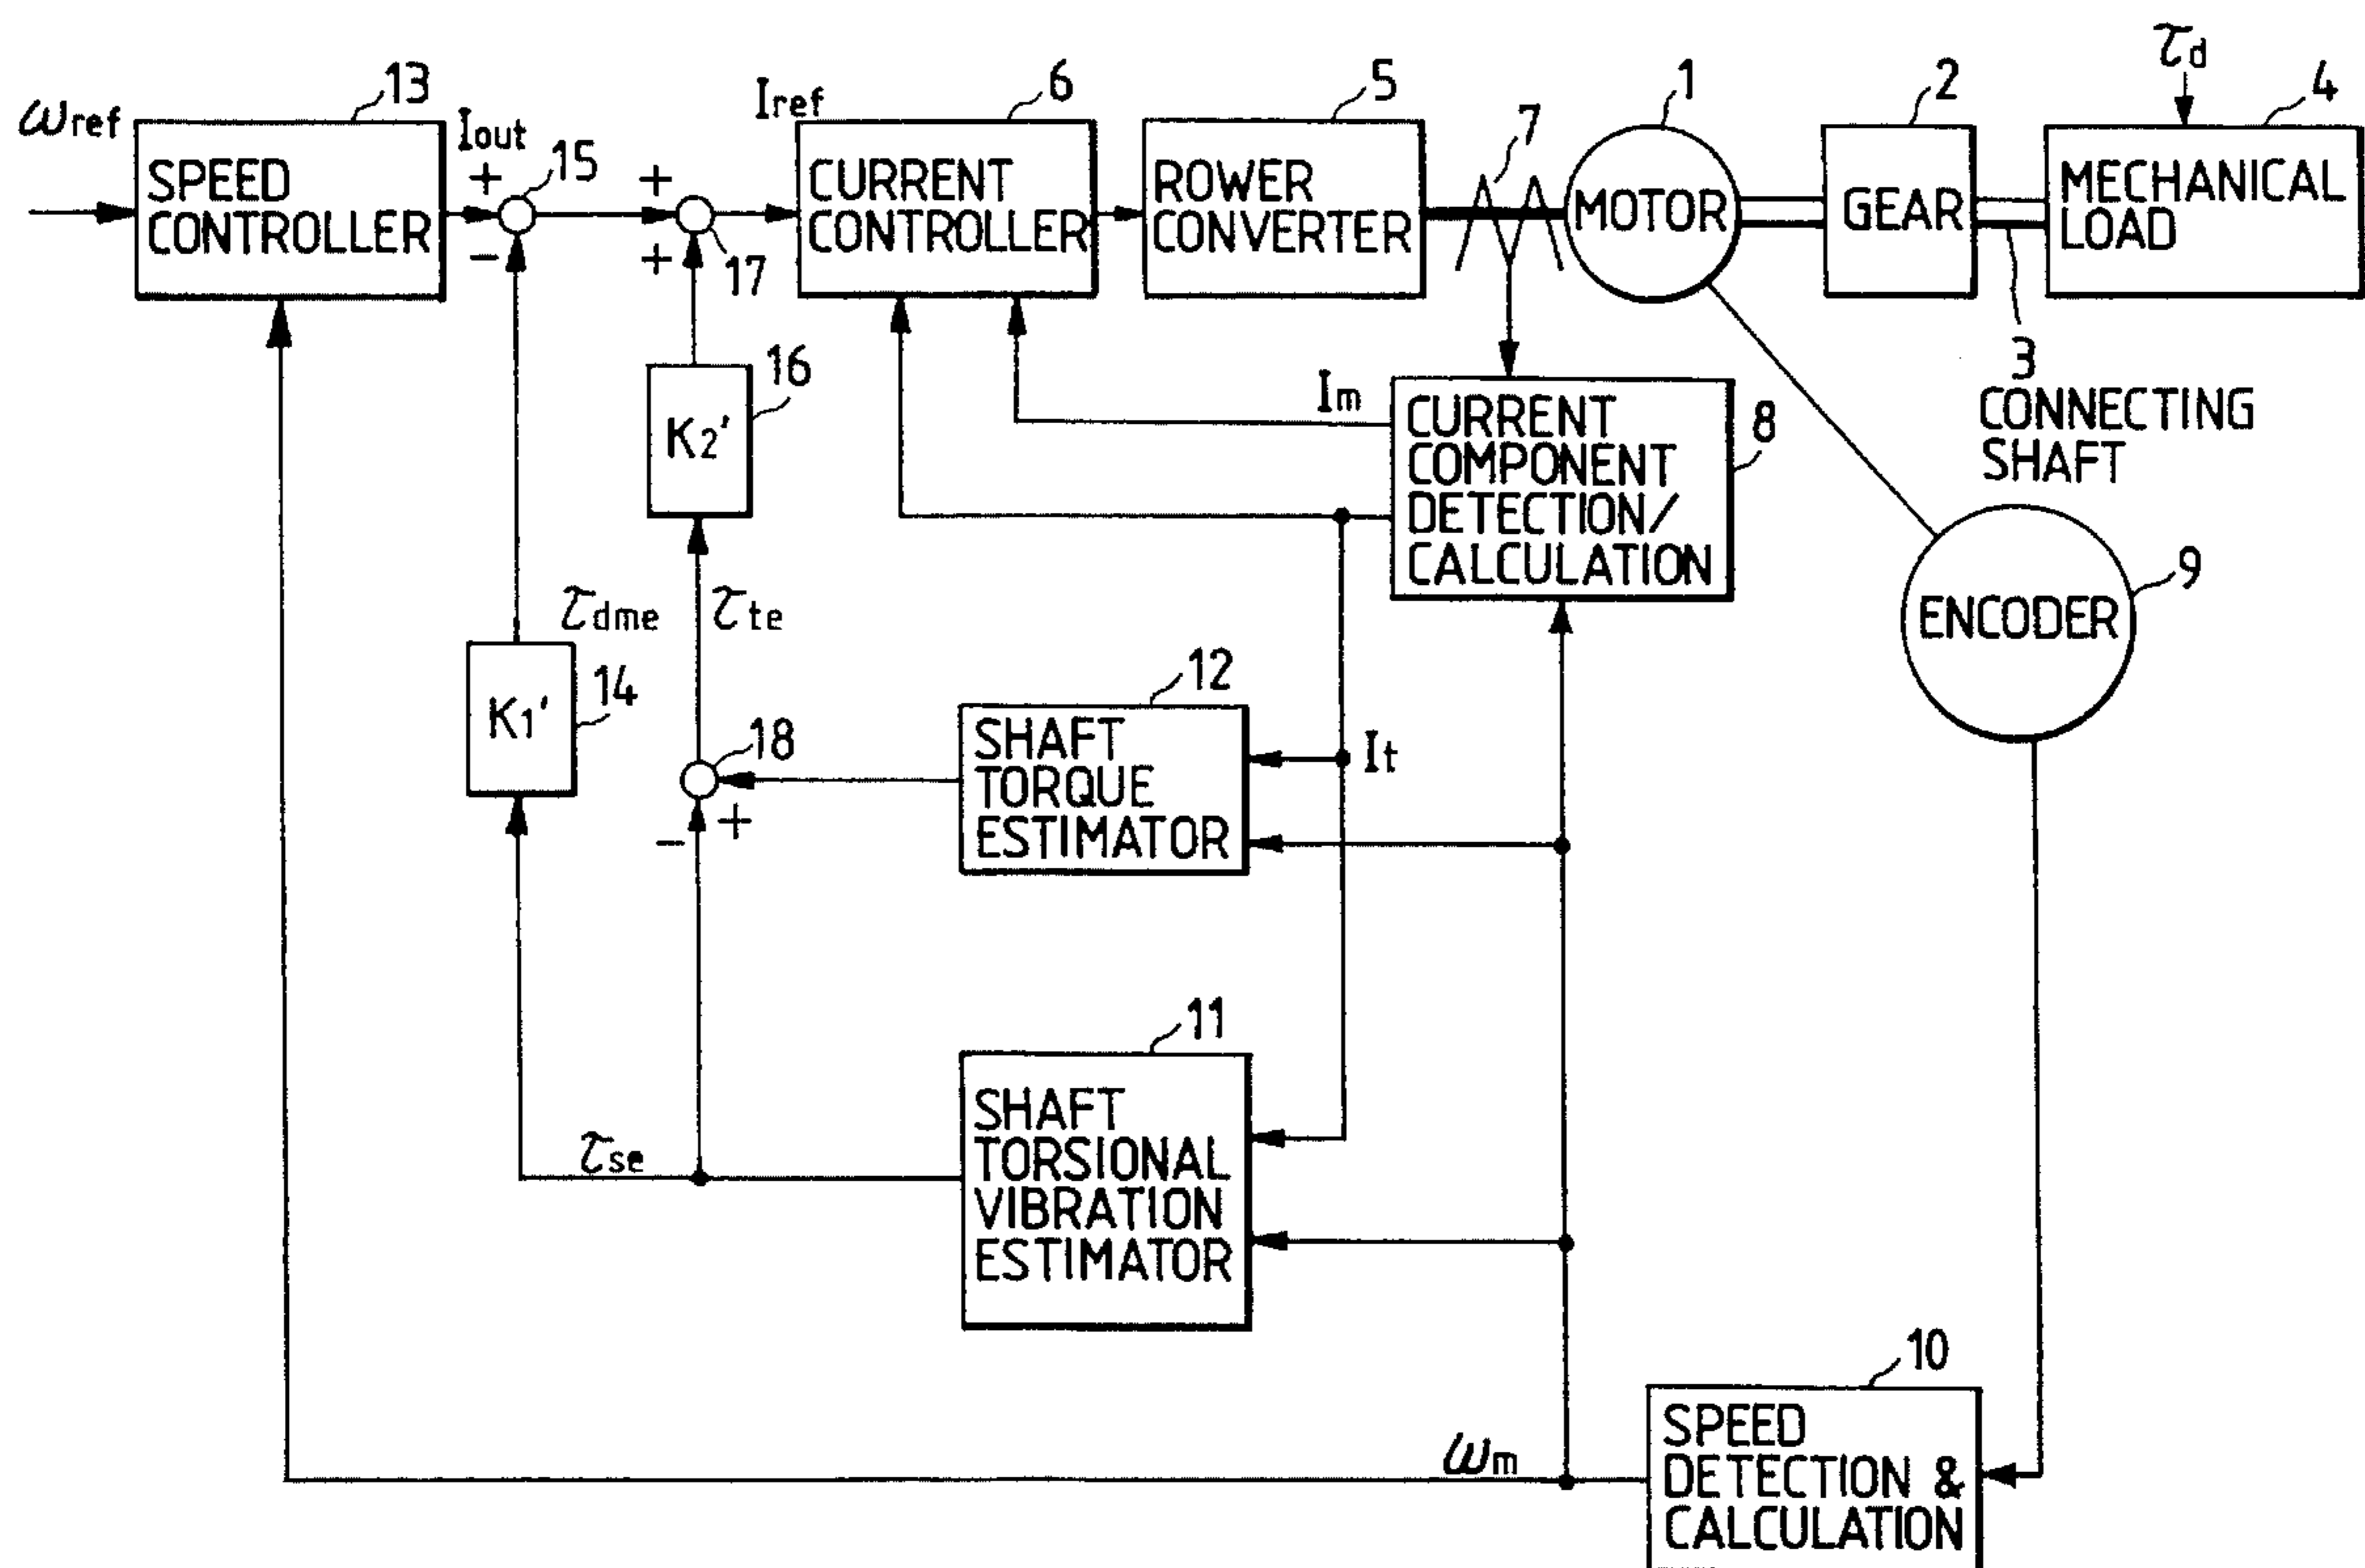 ωref
13
SPEED
CONTROLLER
Iout
+
−
15
+
+
17
Iref
6
CURRENT
CONTROLLER
5
ROWER
CONVERTER
7
1
MOTOR
2
GEAR
τd
4
MECHANICAL
LOAD
3
CONNECTING
SHAFT
16
K2'
Im
8
CURRENT
COMPONENT
DETECTION/
CALCULATION
9
ENCODER
τdme
τte
14
K1'
18
−
+
12
SHAFT
TORQUE
ESTIMATOR
It
11
SHAFT
TORSIONAL
VIBRATION
ESTIMATOR
τse
10
ωm
SPEED
DETECTION &
CALCULATION